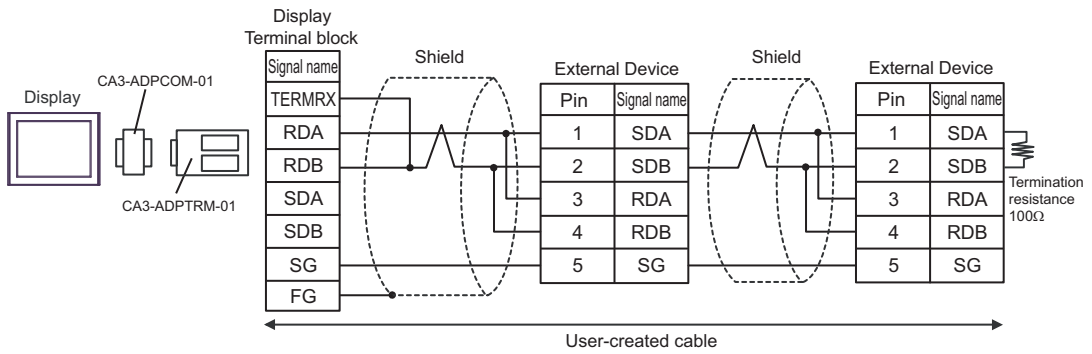 Display
Terminal block
Signal name
TERMRX
RDA
RDB
SDA
SDB
SG
FG
Display
CA3-ADPCOM-01
CA3-ADPTRM-01
Shield
External Device
Pin Signal name
1 SDA
2 SDB
3 RDA
4 RDB
5 SG
Shield
External Device
Pin Signal name
1 SDA
2 SDB
3 RDA
4 RDB
5 SG
Termination
resistance
100Ω
User-created cable